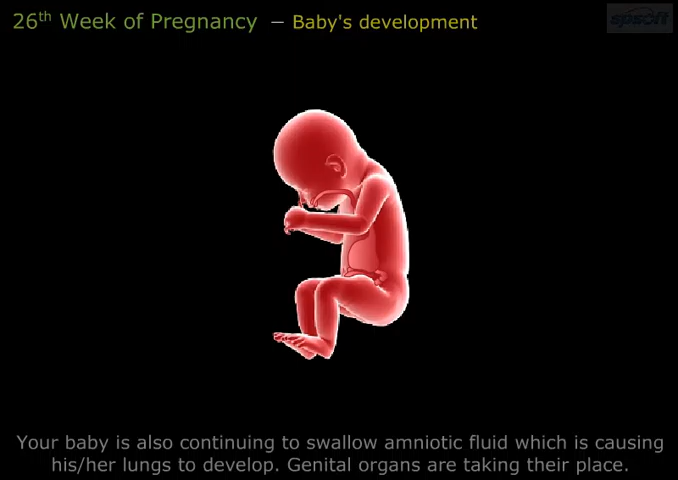 26th Week of Pregnancy – Baby's development
spsoft
Your baby is also continuing to swallow amniotic fluid which is causing
his/her lungs to develop. Genital organs are taking their place.